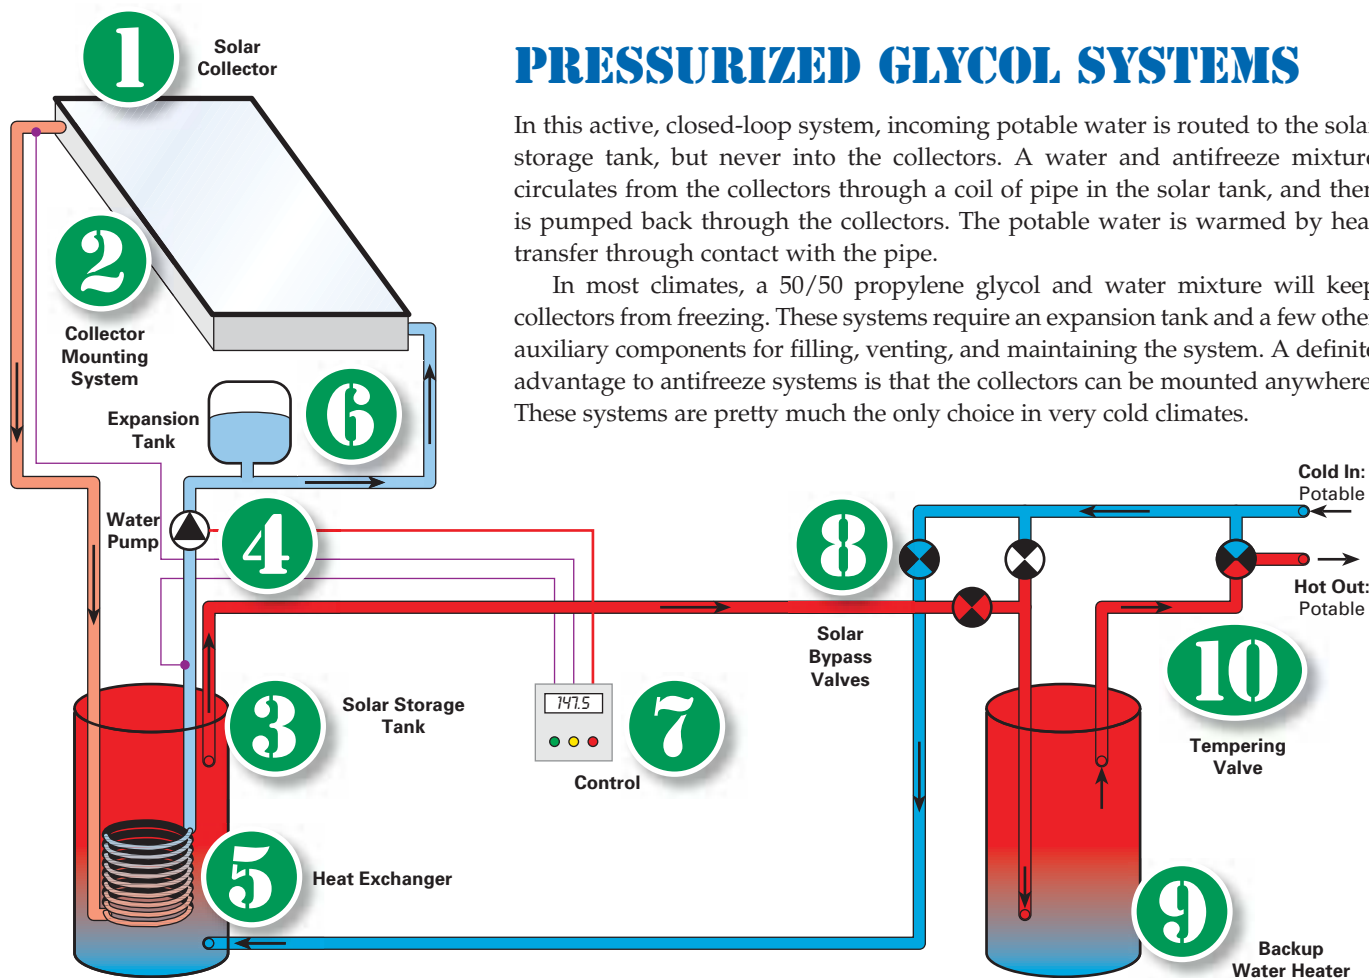 1
Solar
Collector
PRESSURIZED GLYCOL SYSTEMS
In this active, closed-loop system, incoming potable water is routed to the solar
storage tank, but never into the collectors. A water and antifreeze mixture
circulates from the collectors through a coil of pipe in the solar tank, and then
is pumped back through the collectors. The potable water is warmed by heat
transfer through contact with the pipe.
In most climates, a 50/50 propylene glycol and water mixture will keep
collectors from freezing. These systems require an expansion tank and a few other
auxiliary components for filling, venting, and maintaining the system. A definite
advantage to antifreeze systems is that the collectors can be mounted anywhere.
These systems are pretty much the only choice in very cold climates.
2
Collector
Mounting
System
Expansion
Tank
6
Water
Pump
4
8
Solar
Bypass
Valves
Cold In:
Potable
Hot Out:
Potable
10
Tempering
Valve
3
Solar Storage
Tank
147.5
7
Control
5
Heat Exchanger
9
Backup
Water Heater